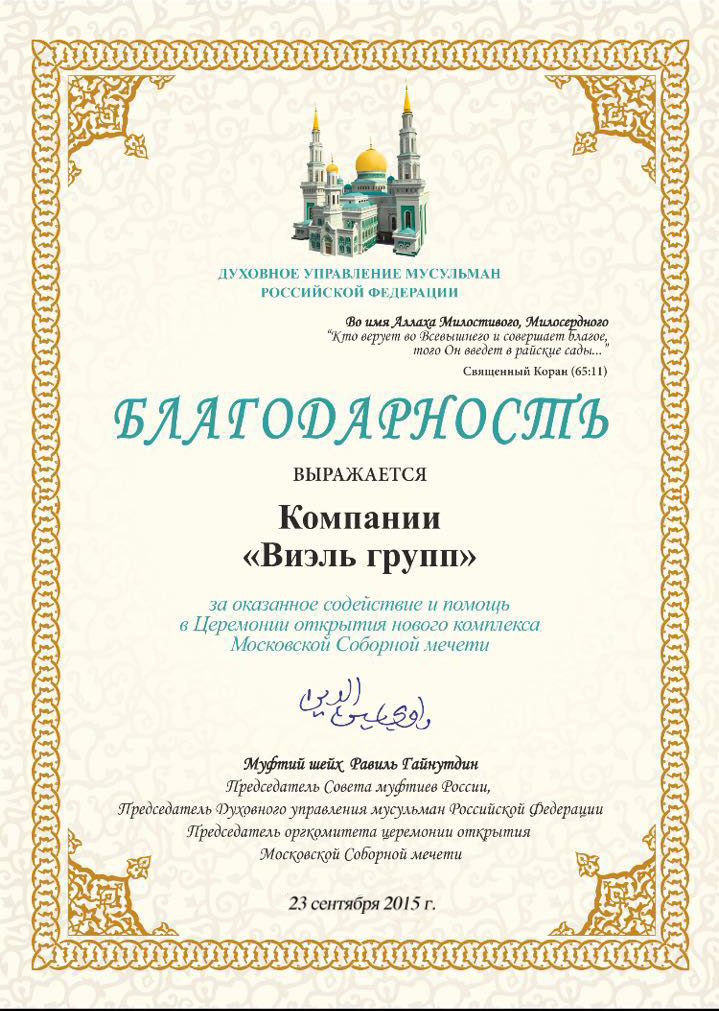 ДУХОВНОЕ УПРАВЛЕНИЕ МУСУЛЬМАН
РОССИЙСКОЙ ФЕДЕРАЦИИ
Во имя Аллаха Милостивого, Милосердного
“Кто верует во Всевышнего и совершает благое,
того Он введет в райские сады...”
Священный Коран (65:11)
БЛАГОДАРНОСТЬ
ВЫРАЖАЕТСЯ
Компании
«Виэль групп»
за оказанное содействие и помощь
в Церемонии открытия нового комплекса
Московской Соборной мечети
Муфтий шейх Равиль Гайнутдин
Председатель Совета муфтиев России,
Председатель Духовного управления мусульман Российской Федерации
Председатель оргкомитета церемонии открытия
Московской Соборной мечети
23 сентября 2015 г.